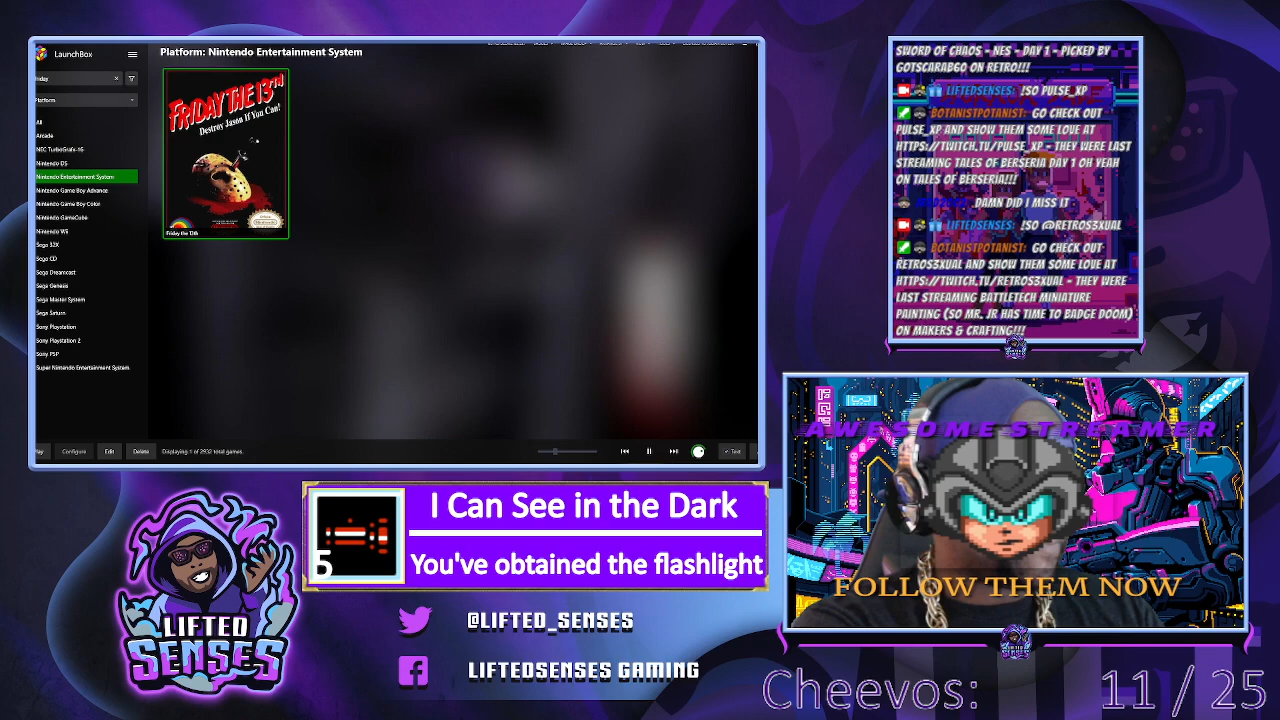 LaunchBox
Platform: Nintendo Entertainment System
Platform
All
Arcade
NEC TurboGrafx-16
Nintendo DS
Nintendo Entertainment System
Nintendo Game Boy Advance
Nintendo Game Boy Color
Nintendo GameCube
Nintendo Wii
Sega 32X
Sega CD
Sega Dreamcast
Sega Genesis
Sega Master System
Sega Saturn
Sony Playstation
Sony Playstation 2
Sony PSP
Super Nintendo Entertainment System
FRIDAY THE 13TH
Destroy Jason If You Can!
Friday the 13th
Configure
Edit
Delete
Displaying 1 of 2932 total games.
SWORD OF CHAOS - NES - DAY 1 - PICKED BY
GOTSCARAB60 ON RETRO!!!
LIFTEDSENSES: !SO PULSE_XP
BOTANISTPOTANIST: GO CHECK OUT
PULSE_XP AND SHOW THEM SOME LOVE AT
HTTPS://TWITCH.TV/PULSE_XP - THEY WERE LAST
STREAMING TALES OF BERSERIA DAY 1 OH YEAH
ON TALES OF BERSERIA!!!
DAMN DID I MISS IT
LIFTEDSENSES: !SO @RETROS3XUAL
BOTANISTPOTANIST: GO CHECK OUT
RETROS3XUAL AND SHOW THEM SOME LOVE AT
HTTPS://TWITCH.TV/RETROS3XUAL - THEY WERE
LAST STREAMING BATTLETECH MINIATURE
PAINTING (SO MR. JR HAS TIME TO BADGE DOOM)
ON MAKERS & CRAFTING!!!
AWESOME STREAMER
FOLLOW THEM NOW
5
I Can See in the Dark
You've obtained the flashlight
LIFTED
SENSES
@LIFTED_SENSES
LIFTEDSENSES GAMING
Cheevos: 11 / 25